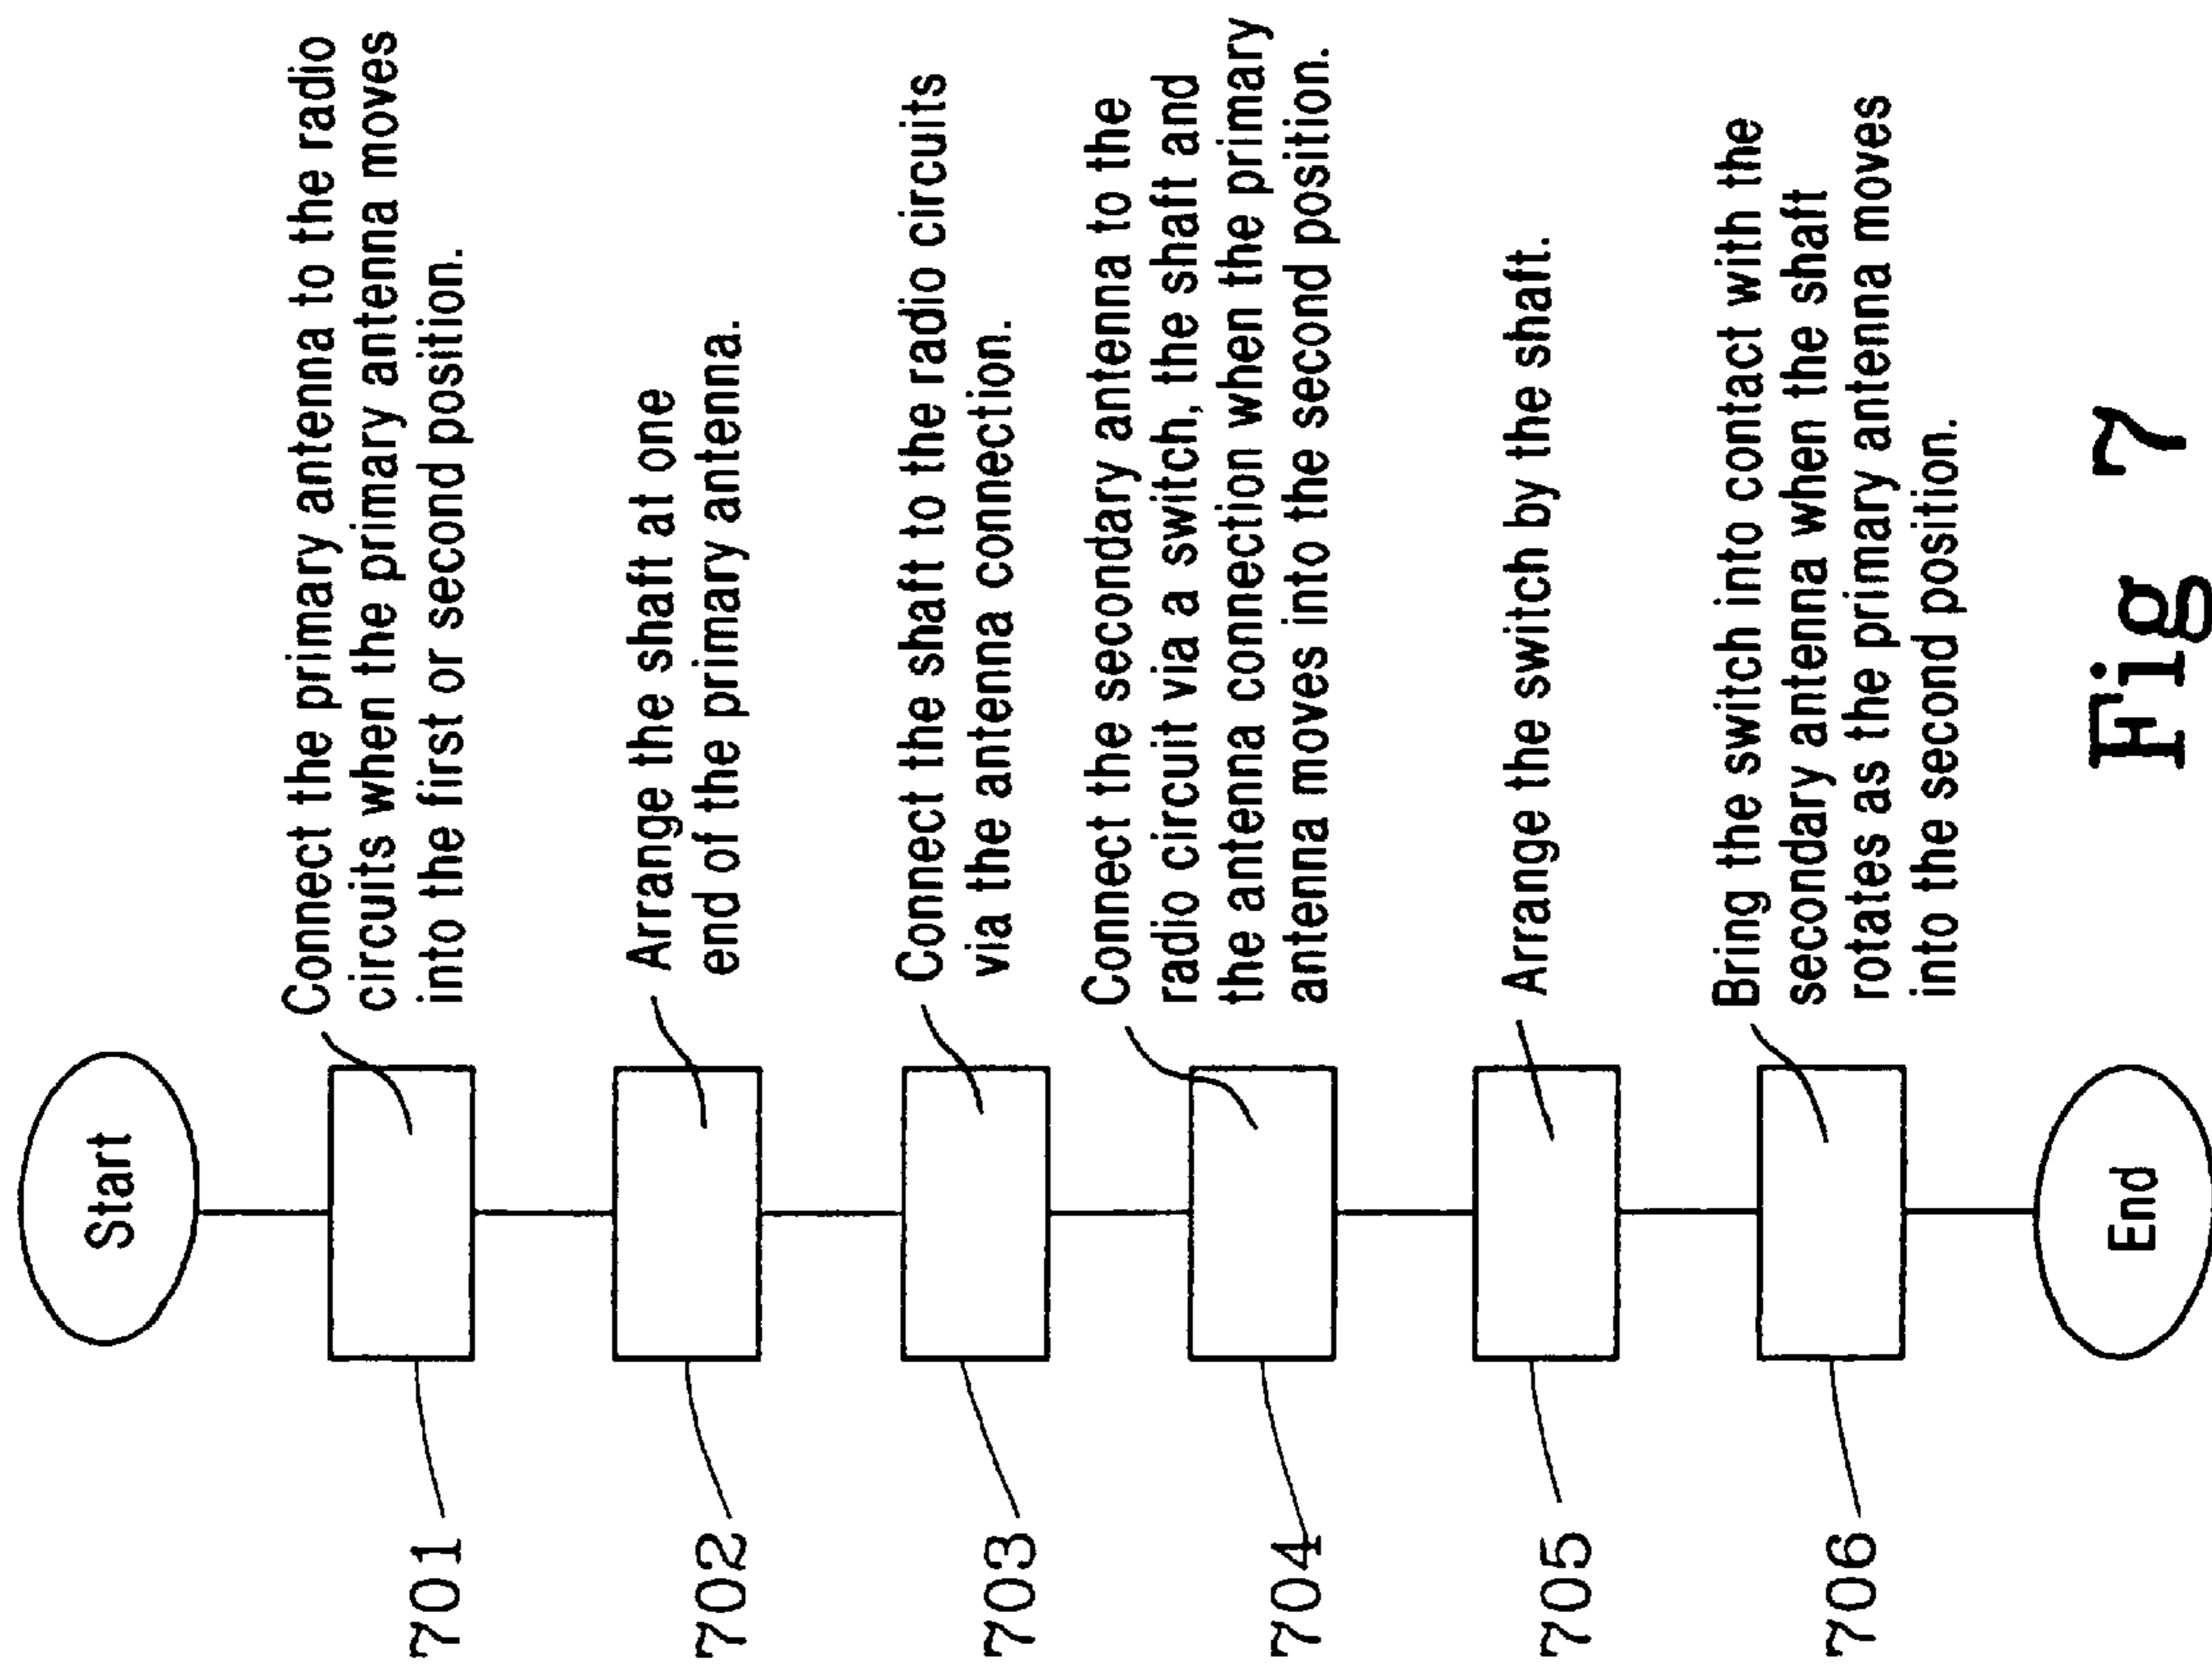 Start
701
Connect the primary antenna to the radio
circuits when the primary antenna moves
into the first or second position.
702
Arrange the shaft at one
end of the primary antenna.
703
Connect the shaft to the radio circuits
via the antenna connection.
704
Connect the secondary antenna to the
radio circuit via a switch, the shaft and
the antenna connection when the primary
antenna moves into the second position.
705
Arrange the switch by the shaft.
706
Bring the switch into contact with the
secondary antenna when the shaft
rotates as the primary antenna moves
into the second position.
End
Fig 7